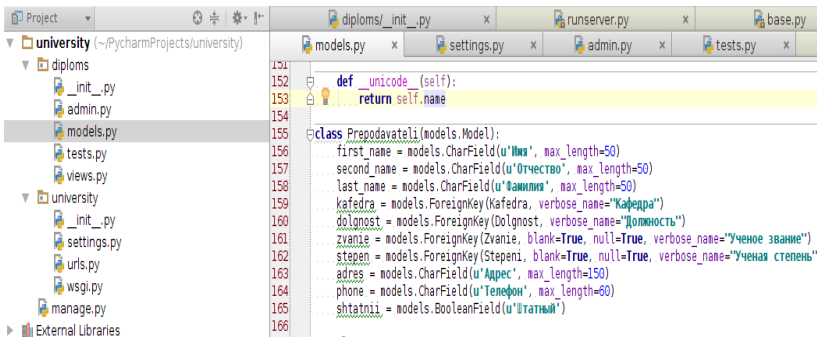 Project
diploms/__init__.py
runserver.py
base.py
university (~/PycharmProjects/university)
diploms
__init__.py
admin.py
models.py
tests.py
views.py
university
__init__.py
settings.py
urls.py
wsgi.py
manage.py
External Libraries
models.py
settings.py
admin.py
tests.py
151
152 def __unicode__(self):
153 return self.name
154
155 class Prepodavateli(models.Model):
156 first_name = models.CharField(u'Имя', max_length=50)
157 second_name = models.CharField(u'Отчество', max_length=50)
158 last_name = models.CharField(u'Фамилия', max_length=50)
159 kafedra = models.ForeignKey(Kafedra, verbose_name="Кафедра")
160 dolgnost = models.ForeignKey(Dolgnost, verbose_name="Должность")
161 zvanie = models.ForeignKey(Zvanie, blank=True, null=True, verbose_name="Ученое звание")
162 stepen = models.ForeignKey(Stepeni, blank=True, null=True, verbose_name="Ученая степень"
163 adres = models.CharField(u'Адрес', max_length=150)
164 phone = models.CharField(u'Телефон', max_length=60)
165 shtatnii = models.BooleanField(u'Штатный')
166